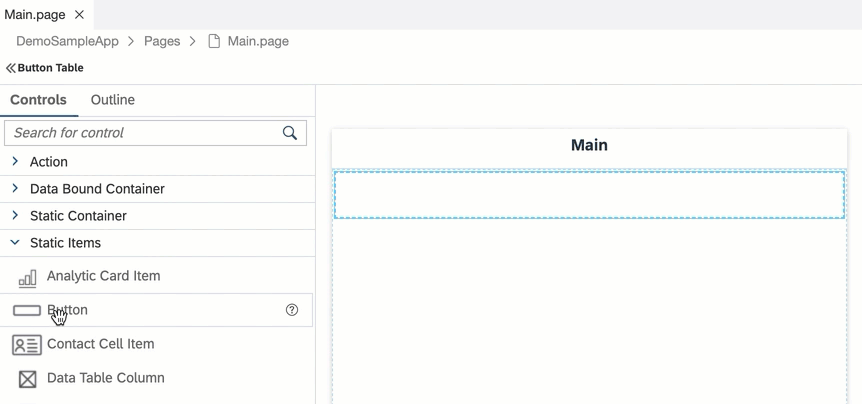 Main.page
DemoSampleApp > Pages > Main.page
Button Table
Controls Outline
Search for control
Action
Data Bound Container
Static Container
Static Items
Analytic Card Item
Button
Contact Cell Item
Data Table Column
Main